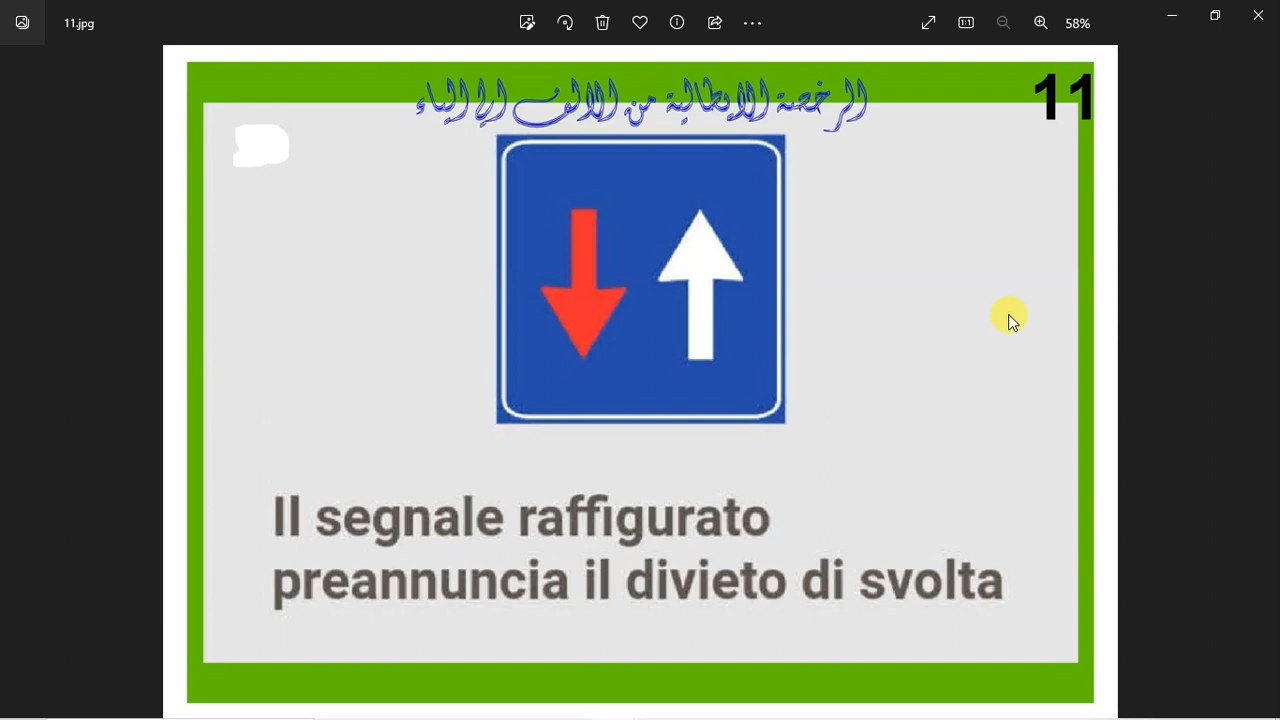 11.jpg
58%
الرخصة الايطالية من الالف الى الياء
11
Il segnale raffigurato
preannuncia il divieto di svolta